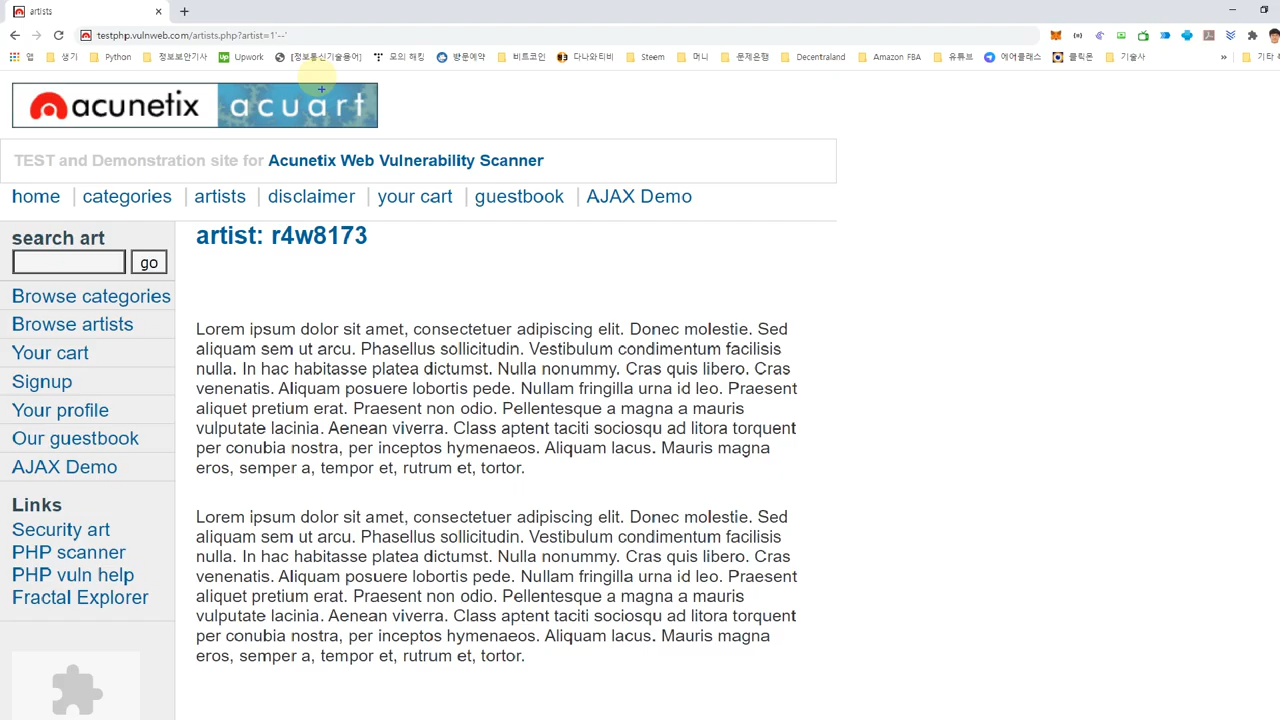 artists
testphp.vulnweb.com/artists.php?artist=1'--'
앱 생기 Python 정보보안기사 Up Upwork [정보통신기술용어] 모의 해킹 방문예약 비트코인 다나와티비 Steem 머니 문제은행 Decentraland Amazon FBA 유튜브 에어클래스 클린폰 기술사 » 기타
acunetix acuart
TEST and Demonstration site for Acunetix Web Vulnerability Scanner
home categories artists disclaimer your cart guestbook AJAX Demo
search art
go
Browse categories
Browse artists
Your cart
Signup
Your profile
Our guestbook
AJAX Demo
Links
Security art
PHP scanner
PHP vuln help
Fractal Explorer
artist: r4w8173
Lorem ipsum dolor sit amet, consectetuer adipiscing elit. Donec molestie. Sed
aliquam sem ut arcu. Phasellus sollicitudin. Vestibulum condimentum facilisis
nulla. In hac habitasse platea dictumst. Nulla nonummy. Cras quis libero. Cras
venenatis. Aliquam posuere lobortis pede. Nullam fringilla urna id leo. Praesent
aliquet pretium erat. Praesent non odio. Pellentesque a magna a mauris
vulputate lacinia. Aenean viverra. Class aptent taciti sociosqu ad litora torquent
per conubia nostra, per inceptos hymenaeos. Aliquam lacus. Mauris magna
eros, semper a, tempor et, rutrum et, tortor.
Lorem ipsum dolor sit amet, consectetuer adipiscing elit. Donec molestie. Sed
aliquam sem ut arcu. Phasellus sollicitudin. Vestibulum condimentum facilisis
nulla. In hac habitasse platea dictumst. Nulla nonummy. Cras quis libero. Cras
venenatis. Aliquam posuere lobortis pede. Nullam fringilla urna id leo. Praesent
aliquet pretium erat. Praesent non odio. Pellentesque a magna a mauris
vulputate lacinia. Aenean viverra. Class aptent taciti sociosqu ad litora torquent
per conubia nostra, per inceptos hymenaeos. Aliquam lacus. Mauris magna
eros, semper a, tempor et, rutrum et, tortor.